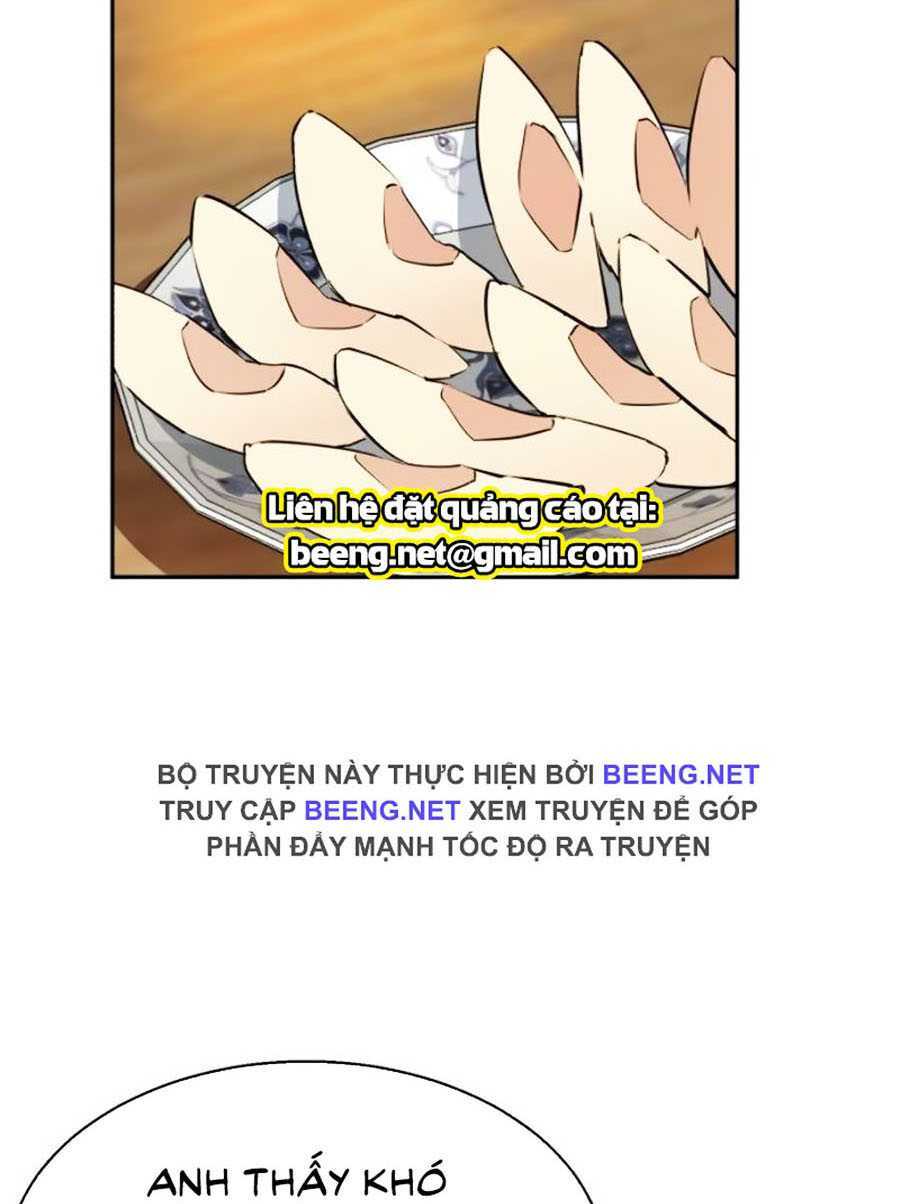 Liên hệ đặt quảng cáo tại:
beeng.net@gmail.com
BỘ TRUYỆN NÀY THỰC HIỆN BỞI BEENG.NET
TRUY CẬP BEENG.NET XEM TRUYỆN ĐỂ GÓP
PHẦN ĐẨY MẠNH TỐC ĐỘ RA TRUYỆN
ANH THẤY KHÓ